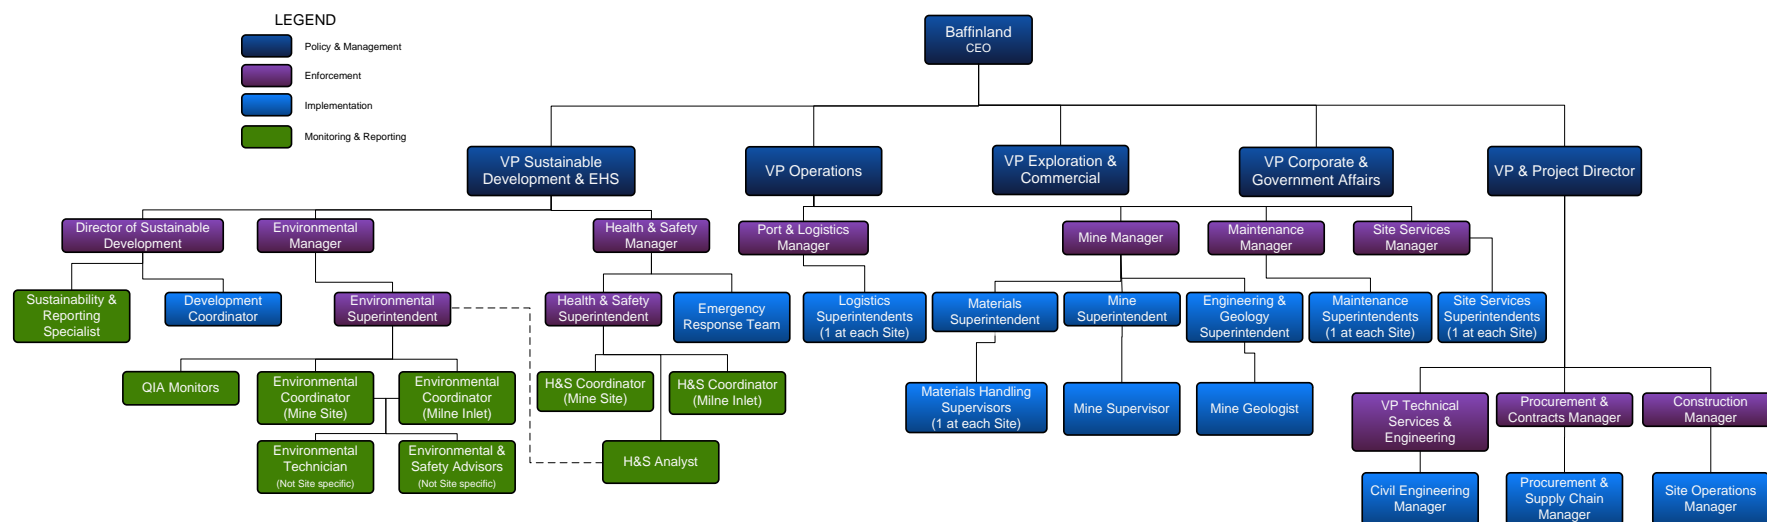 LEGEND
Policy & Management
Enforcement
Implementation
Monitoring & Reporting
Baffinland
CEO
VP Sustainable
Development & EHS
VP Operations
VP Exploration &
Commercial
VP Corporate &
Government Affairs
VP & Project Director
Director of Sustainable
Development
Environmental
Manager
Health & Safety
Manager
Port & Logistics
Manager
Mine Manager
Maintenance
Manager
Site Services
Manager
Sustainability &
Reporting
Specialist
Development
Coordinator
Environmental
Superintendent
Health & Safety
Superintendent
Emergency
Response Team
Logistics
Superintendents
(1 at each Site)
Materials
Superintendent
Mine
Superintendent
Engineering &
Geology
Superintendent
Maintenance
Superintendents
(1 at each Site)
Site Services
Superintendents
(1 at each Site)
QIA Monitors
Environmental
Coordinator
(Mine Site)
Environmental
Coordinator
(Milne Inlet)
H&S Coordinator
(Mine Site)
H&S Coordinator
(Milne Inlet)
Materials Handling
Supervisors
(1 at each Site)
Mine Supervisor
Mine Geologist
VP Technical
Services &
Engineering
Procurement &
Contracts Manager
Construction
Manager
Environmental
Technician
(Not Site specific)
Environmental &
Safety Advisors
(Not Site specific)
H&S Analyst
Civil Engineering
Manager
Procurement &
Supply Chain
Manager
Site Operations
Manager